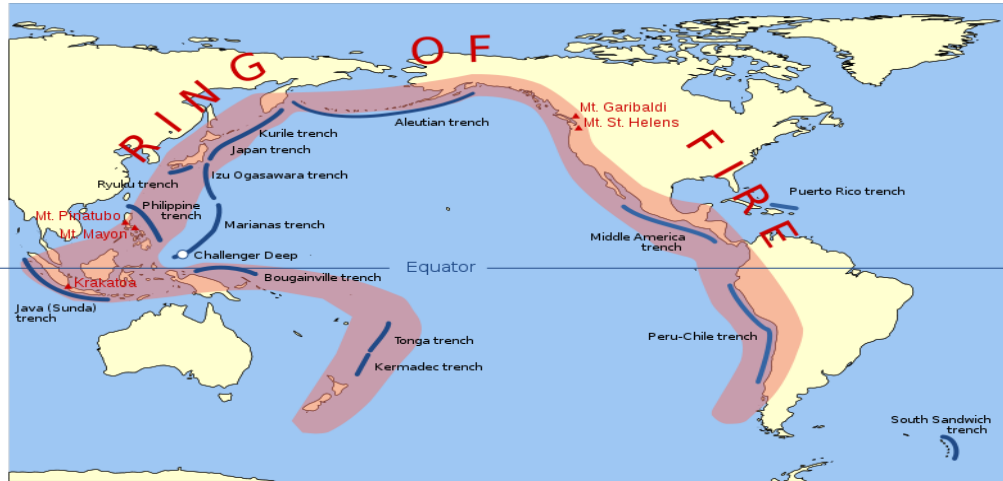 RING OF FIRE
Mt. Garibaldi
Mt. St. Helens
Aleutian trench
Kurile trench
Japan trench
Izu Ogasawara trench
Ryuku trench
Puerto Rico trench
Philippine
trench
Mt. Pinatubo
Mt. Mayon
Marianas trench
Middle America
trench
Challenger Deep
Equator
Bougainville trench
Krakatoa
Java (Sunda)
trench
Tonga trench
Peru-Chile trench
Kermadec trench
South Sandwich
trench